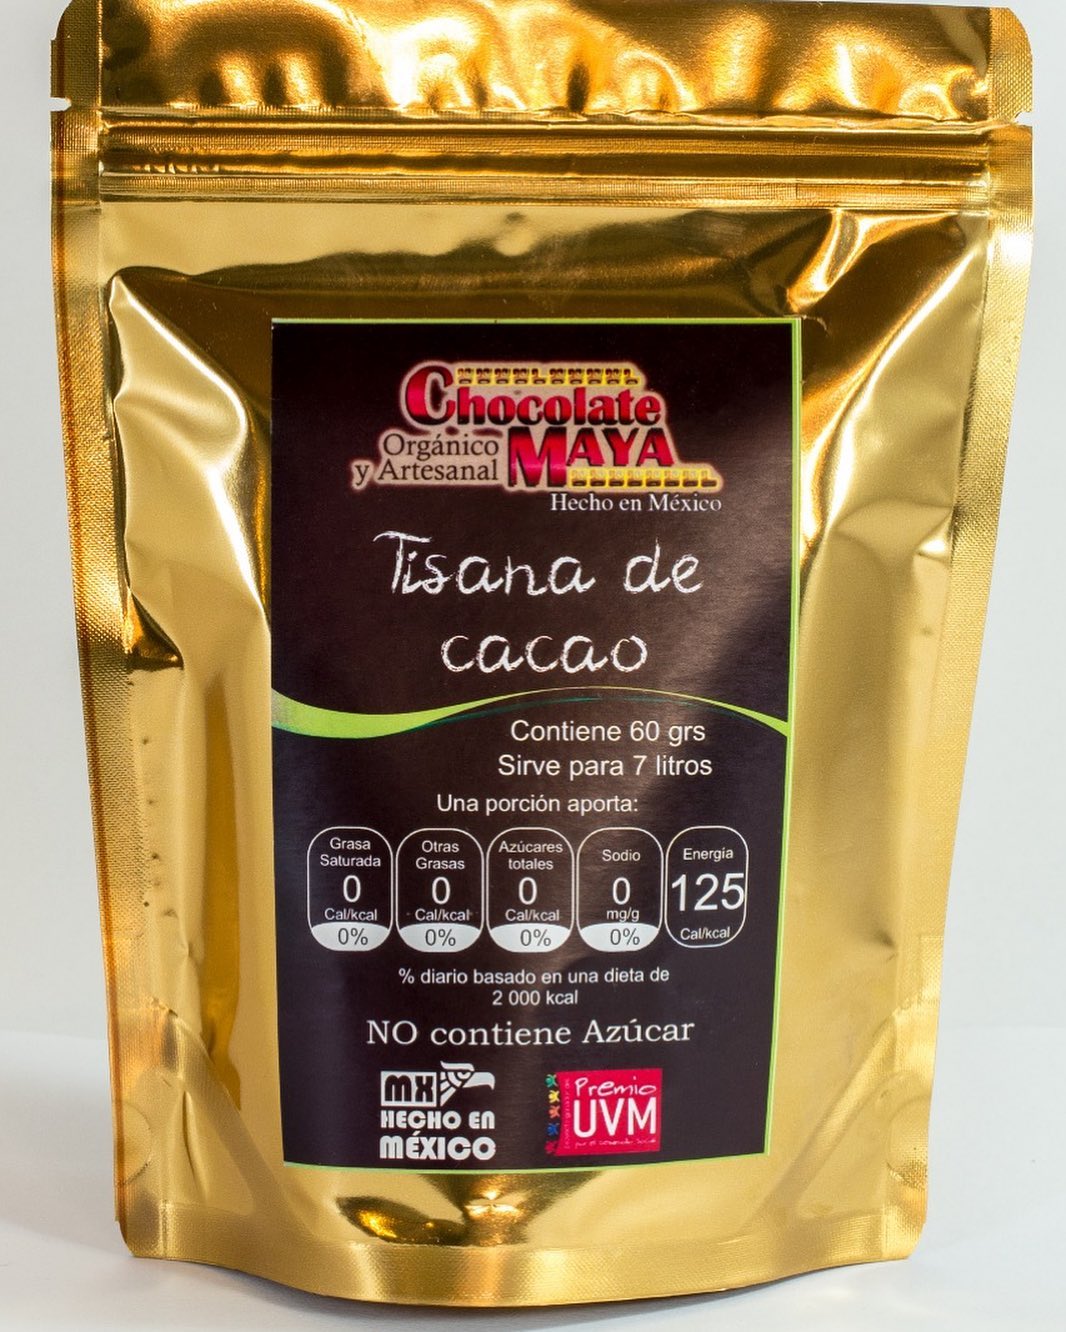 Chocolate
Orgánico
y Artesanal
MAYA
Hecho en México
Tisana de
cacao
Contiene 60 grs
Sirve para 7 litros
Una porción aporta:
Grasa
Saturada
0
Cal/kcal
0%
Otras
Grasas
0
Cal/kcal
0%
Azúcares
totales
0
Cal/kcal
0%
Sodio
0
mg/g
0%
Energía
125
Cal/kcal
% diario basado en una dieta de
2 000 kcal
NO contiene Azúcar
MX
HECHO EN
MÉXICO
Premio
UVM